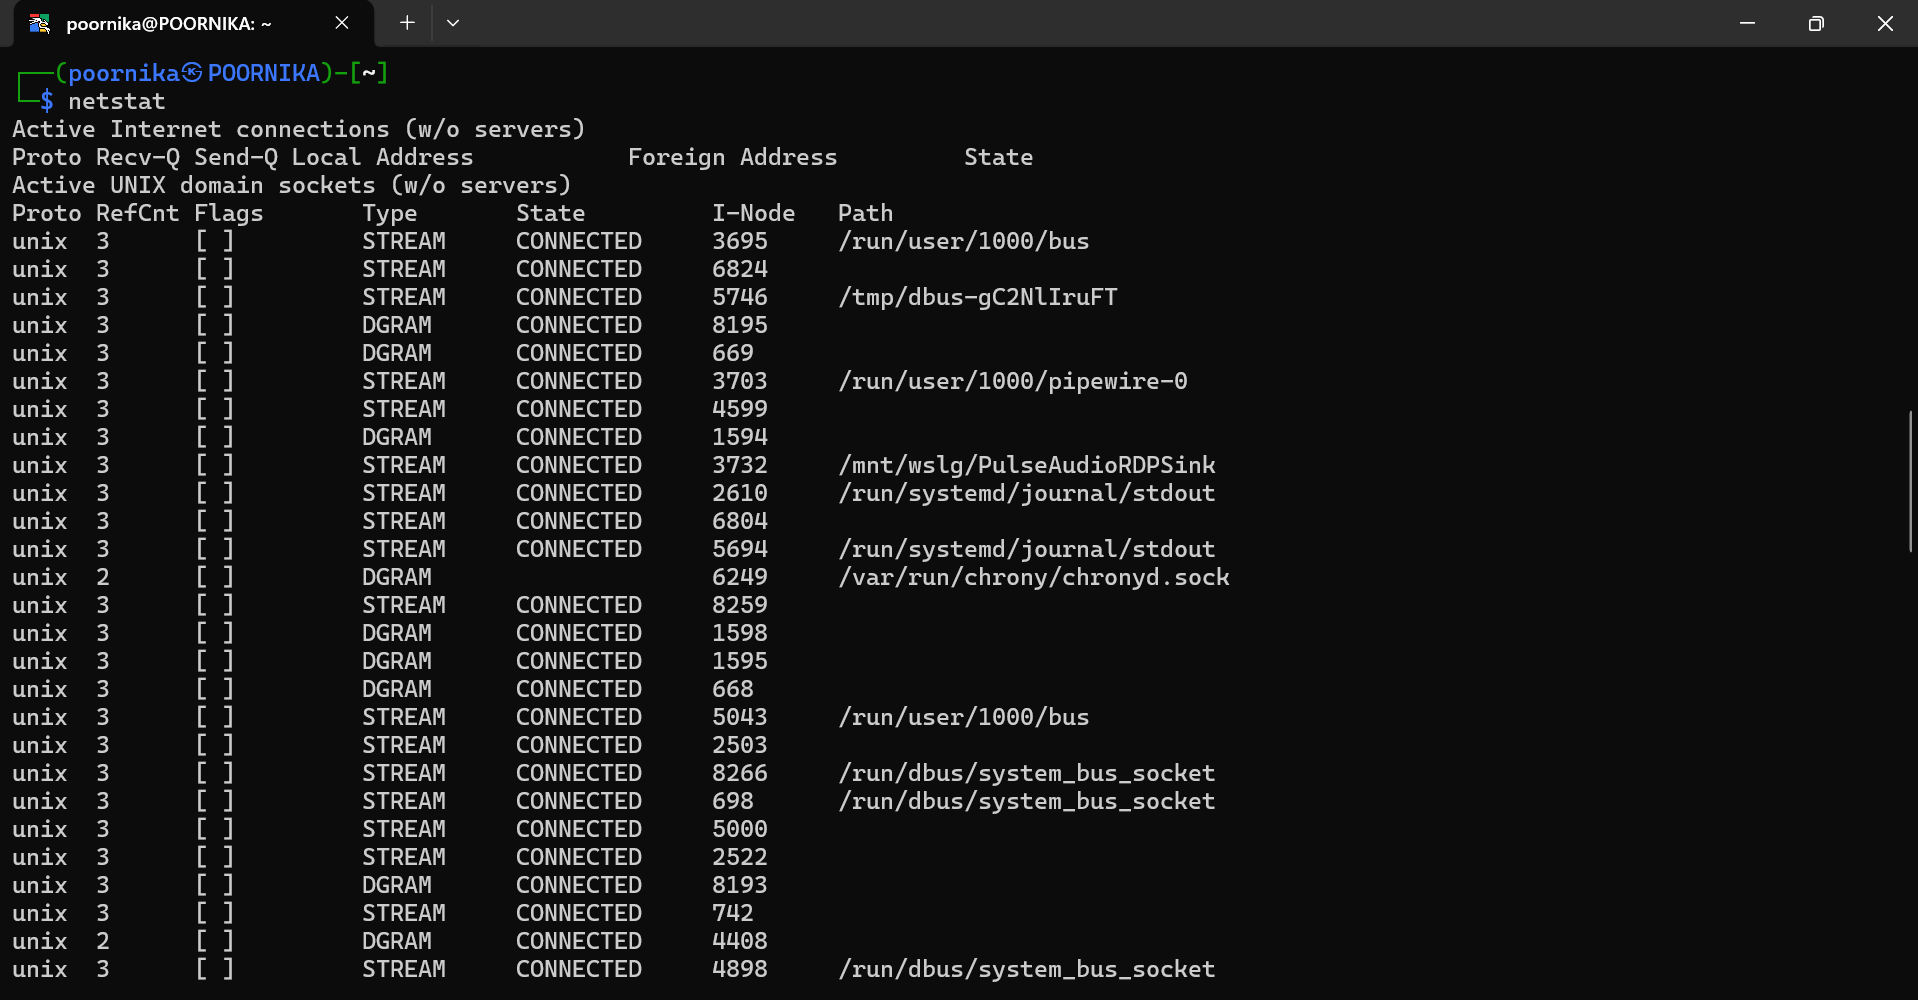 poornika@POORNIKA: ~
┌──(poornika㉿POORNIKA)-[~]
└─$ netstat
Active Internet connections (w/o servers)
Proto Recv-Q Send-Q Local Address           Foreign Address         State
Active UNIX domain sockets (w/o servers)
Proto RefCnt Flags       Type       State         I-Node   Path
unix  3      [ ]         STREAM     CONNECTED     3695     /run/user/1000/bus
unix  3      [ ]         STREAM     CONNECTED     6824
unix  3      [ ]         STREAM     CONNECTED     5746     /tmp/dbus-gC2NlIruFT
unix  3      [ ]         DGRAM      CONNECTED     8195
unix  3      [ ]         DGRAM      CONNECTED     669
unix  3      [ ]         STREAM     CONNECTED     3703     /run/user/1000/pipewire-0
unix  3      [ ]         STREAM     CONNECTED     4599
unix  3      [ ]         DGRAM      CONNECTED     1594
unix  3      [ ]         STREAM     CONNECTED     3732     /mnt/wslg/PulseAudioRDPSink
unix  3      [ ]         STREAM     CONNECTED     2610     /run/systemd/journal/stdout
unix  3      [ ]         STREAM     CONNECTED     6804
unix  3      [ ]         STREAM     CONNECTED     5694     /run/systemd/journal/stdout
unix  2      [ ]         DGRAM                    6249     /var/run/chrony/chronyd.sock
unix  3      [ ]         STREAM     CONNECTED     8259
unix  3      [ ]         DGRAM      CONNECTED     1598
unix  3      [ ]         DGRAM      CONNECTED     1595
unix  3      [ ]         DGRAM      CONNECTED     668
unix  3      [ ]         STREAM     CONNECTED     5043     /run/user/1000/bus
unix  3      [ ]         STREAM     CONNECTED     2503
unix  3      [ ]         STREAM     CONNECTED     8266     /run/dbus/system_bus_socket
unix  3      [ ]         STREAM     CONNECTED     698      /run/dbus/system_bus_socket
unix  3      [ ]         STREAM     CONNECTED     5000
unix  3      [ ]         STREAM     CONNECTED     2522
unix  3      [ ]         DGRAM      CONNECTED     8193
unix  3      [ ]         STREAM     CONNECTED     742
unix  2      [ ]         DGRAM      CONNECTED     4408
unix  3      [ ]         STREAM     CONNECTED     4898     /run/dbus/system_bus_socket